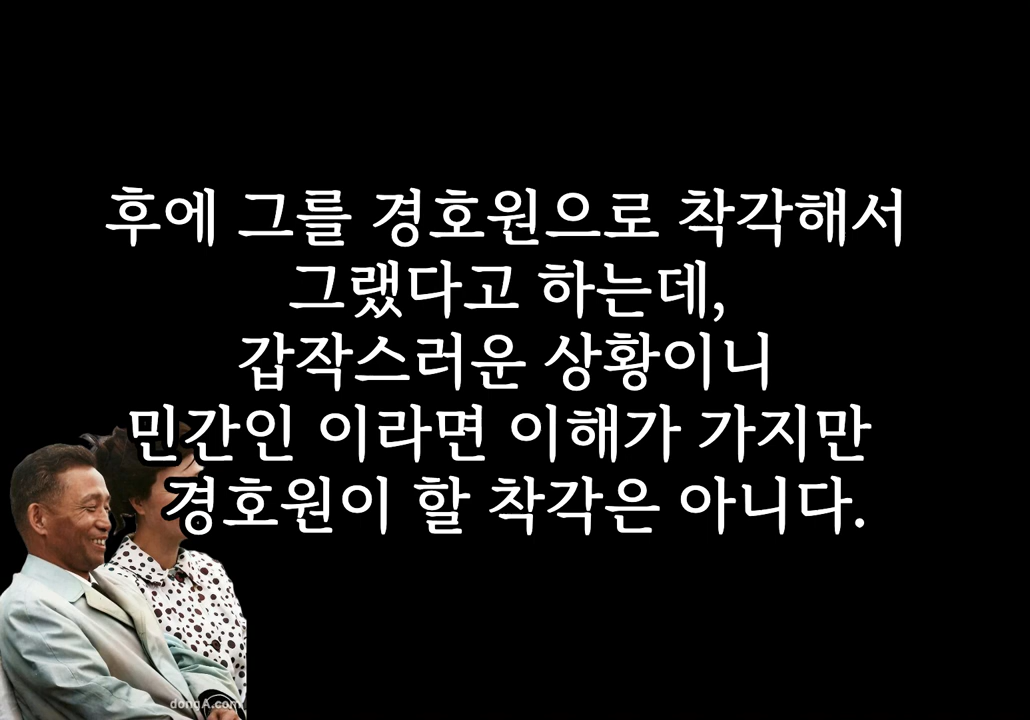 후에 그를 경호원으로 착각해서
그랬다고 하는데,
갑작스러운 상황이니
민간인 이라면 이해가 가지만
경호원이 할 착각은 아니다.
dongA.com